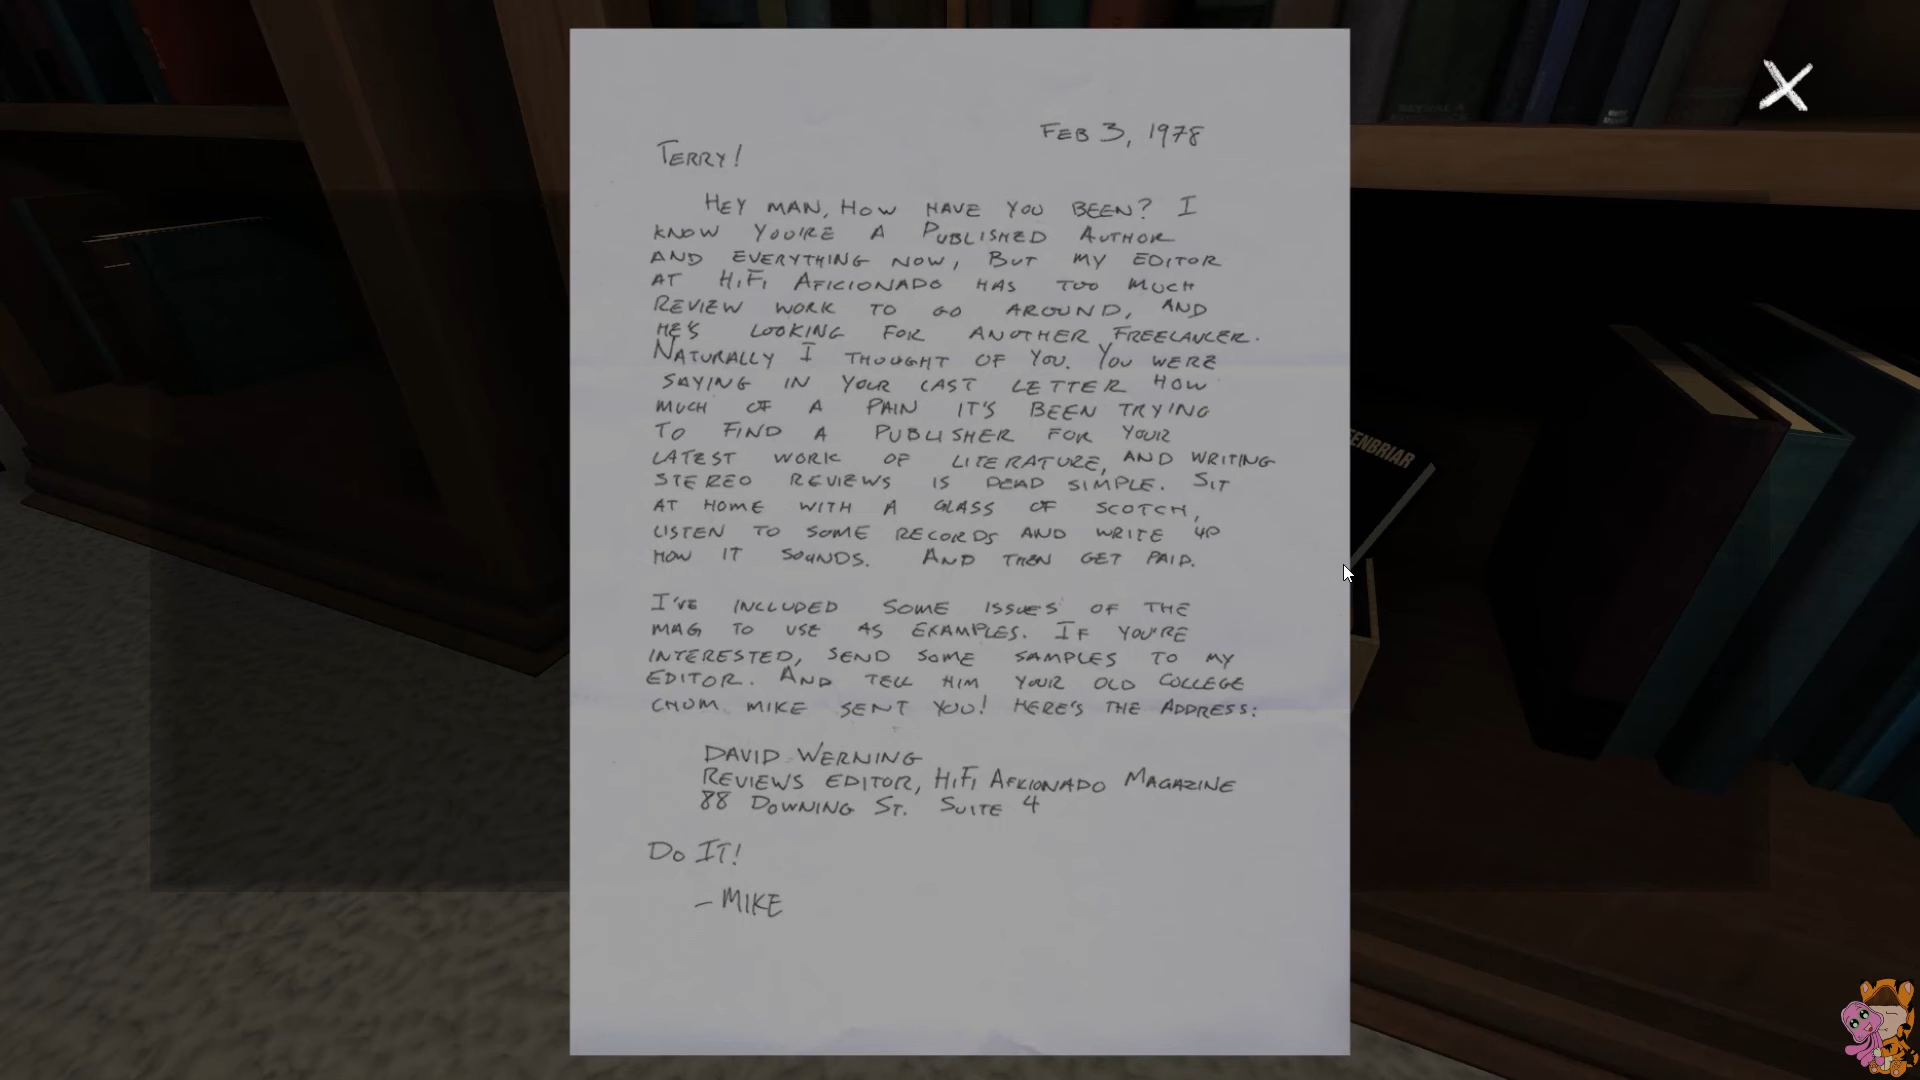 FEB 3, 1978
TERRY!
HEY MAN, HOW HAVE YOU BEEN? I
KNOW YOU'RE A PUBLISHED AUTHOR
AND EVERYTHING NOW, BUT MY EDITOR
AT HiFi AFICIONADO HAS TOO MUCH
REVIEW WORK TO GO AROUND, AND
HE'S LOOKING FOR ANOTHER FREELANCER.
NATURALLY I THOUGHT OF YOU. YOU WERE
SAYING IN YOUR LAST LETTER HOW
MUCH OF A PAIN IT'S BEEN TRYING
TO FIND A PUBLISHER FOR YOUR
LATEST WORK OF LITERATURE, AND WRITING
STEREO REVIEWS IS DEAD SIMPLE. SIT
AT HOME WITH A GLASS OF SCOTCH,
LISTEN TO SOME RECORDS AND WRITE UP
HOW IT SOUNDS. AND THEN GET PAID.
I'VE INCLUDED SOME ISSUES OF THE
MAG TO USE AS EXAMPLES. IF YOU'RE
INTERESTED, SEND SOME SAMPLES TO MY
EDITOR. AND TELL HIM YOUR OLD COLLEGE
CHUM MIKE SENT YOU! HERE'S THE ADDRESS:
DAVID WERNING
REVIEWS EDITOR, HiFi AFICIONADO MAGAZINE
88 DOWNING ST. SUITE 4
DO IT!
- MIKE
ENBRIAR